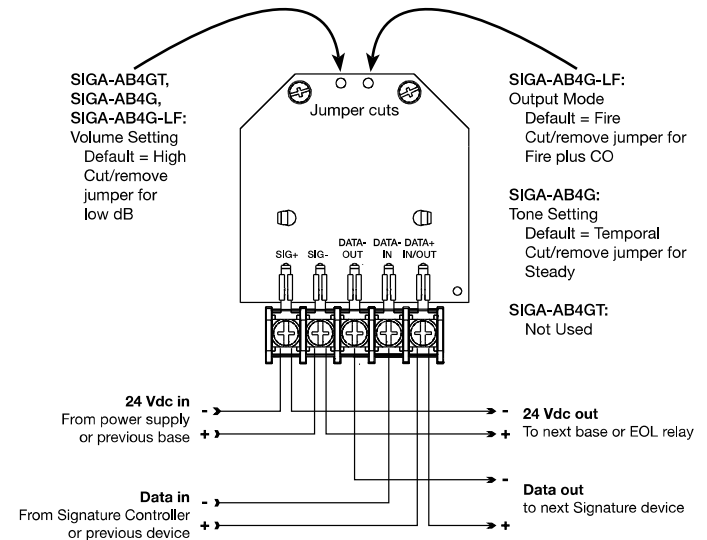 SIGA-AB4GT,
SIGA-AB4G,
SIGA-AB4G-LF:
Volume Setting
Default = High
Cut/remove
jumper for
low dB
Jumper cuts
SIGA-AB4G-LF:
Output Mode
Default = Fire
Cut/remove jumper for
Fire plus CO
SIGA-AB4G:
Tone Setting
Default = Temporal
Cut/remove jumper for
Steady
SIGA-AB4GT:
Not Used
SIG+ SIG- DATA- OUT DATA- IN DATA+ IN/OUT
24 Vdc in
From power supply
or previous base
- +
- +
24 Vdc out
To next base or EOL relay
Data in
From Signature Controller
or previous device
- +
- +
Data out
to next Signature device